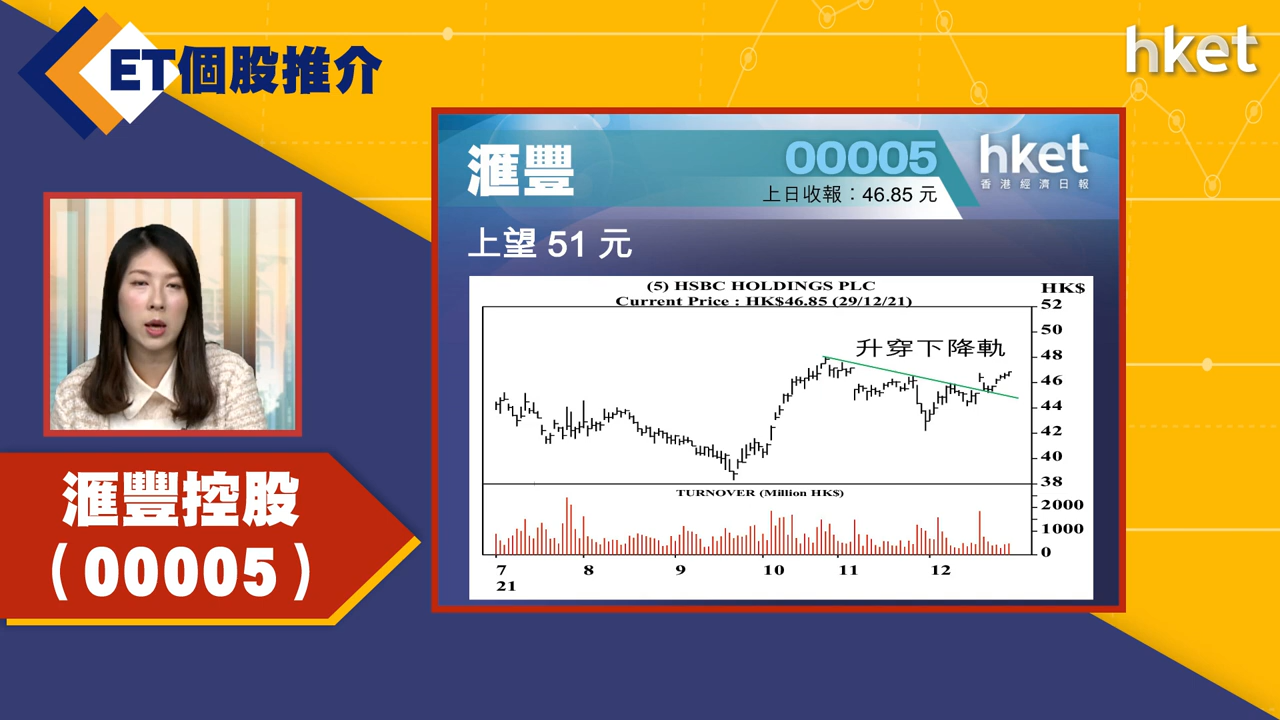 ET個股推介
hket
滙豐
00005
上日收報：46.85 元
hket
香港經濟日報
上望 51 元
(5) HSBC HOLDINGS PLC
Current Price : HK$46.85 (29/12/21)
HK$
升穿下降軌
52
50
48
46
44
42
40
38
TURNOVER (Million HK$)
2000
1000
0
7 8 9 10 11 12
21
滙豐控股
(00005)